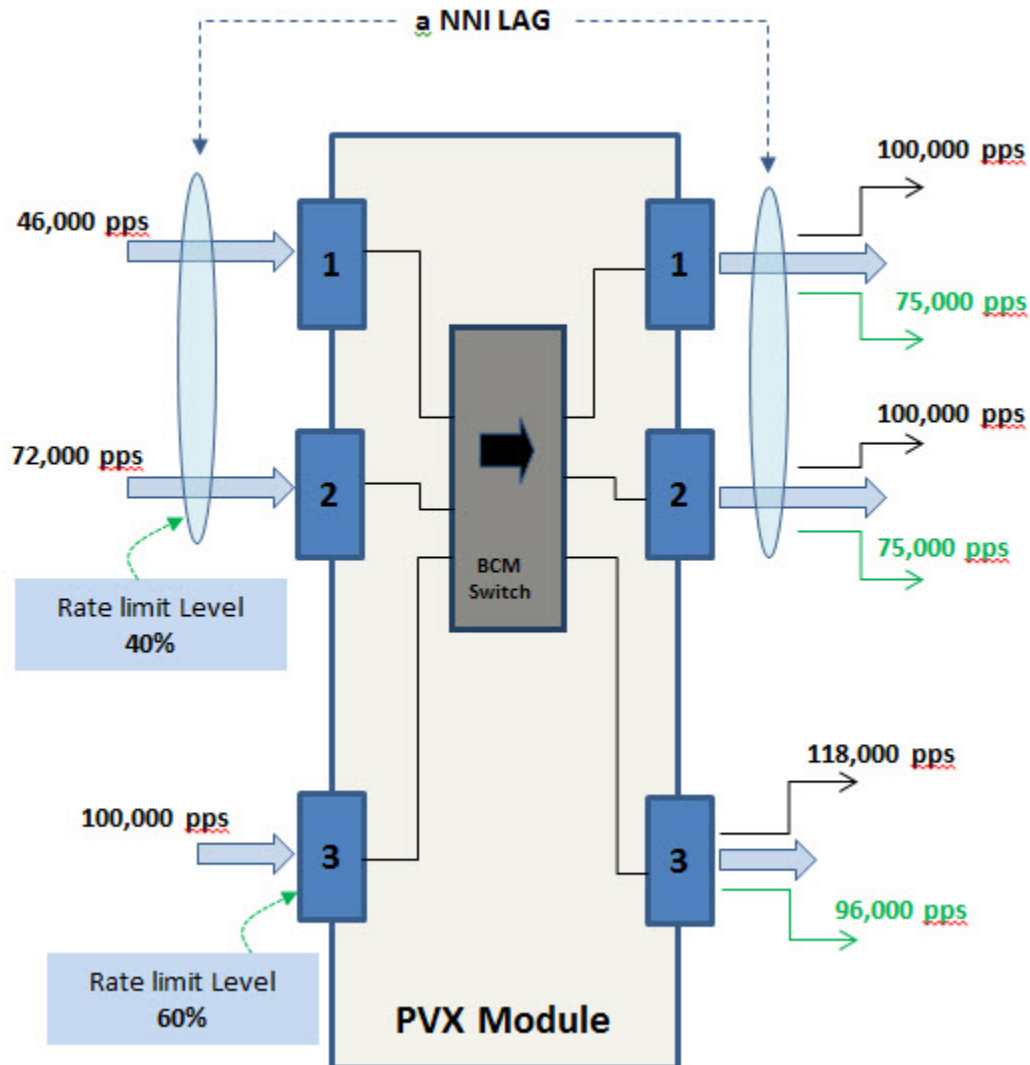 a NNI LAG
100,000 pps
46,000 pps
1
1
75,000 pps
100,000 pps
72,000 pps
2
2
BCM
Switch
75,000 pps
Rate limit Level
40%
118,000 pps
100,000 pps
3
3
96,000 pps
Rate limit Level
60%
PVX Module